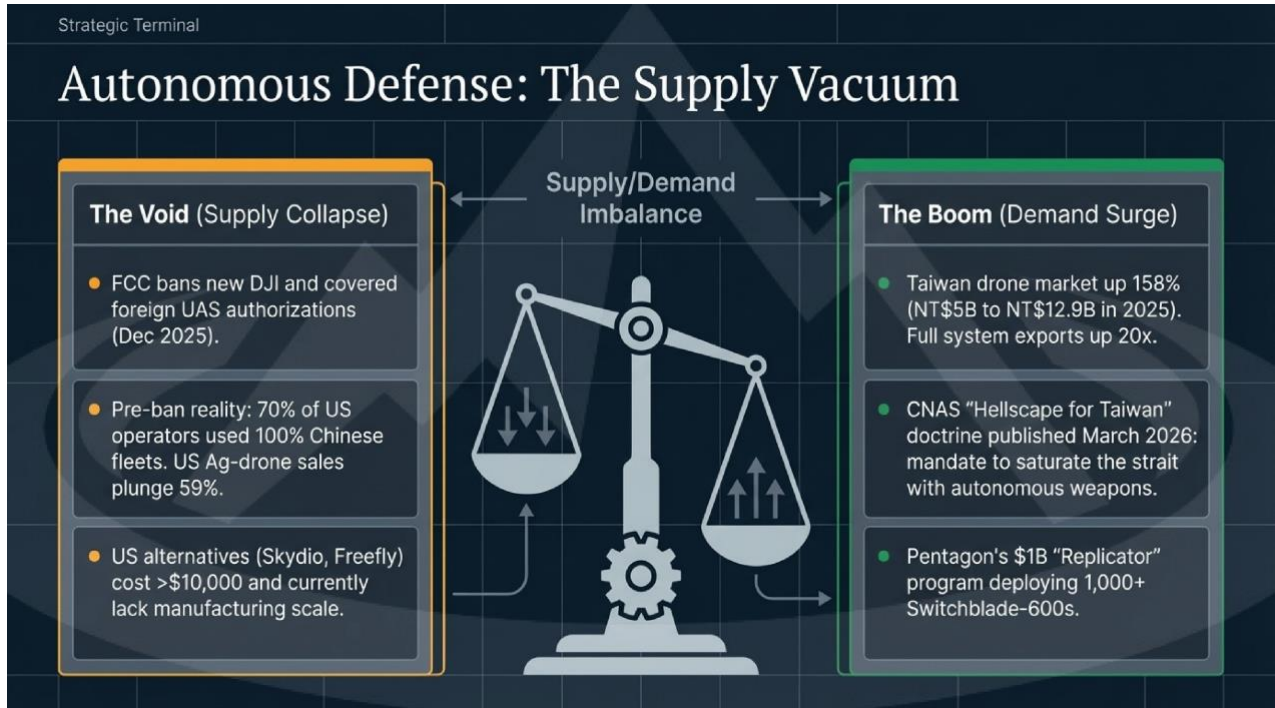 Strategic Terminal
Autonomous Defense: The Supply Vacuum
The Void (Supply Collapse)
• FCC bans new DJI and covered
foreign UAS authorizations
(Dec 2025).
• Pre-ban reality: 70% of US
operators used 100% Chinese
fleets. US Ag-drone sales
plunge 59%.
• US alternatives (Skydio, Freefly)
cost >$10,000 and currently
lack manufacturing scale.
Supply/Demand
Imbalance
The Boom (Demand Surge)
• Taiwan drone market up 158%
(NT$5B to NT$12.9B in 2025).
Full system exports up 20x.
• CNAS “Hellscape for Taiwan”
doctrine published March 2026:
mandate to saturate the strait
with autonomous weapons.
• Pentagon's $1B “Replicator”
program deploying 1,000+
Switchblade-600s.